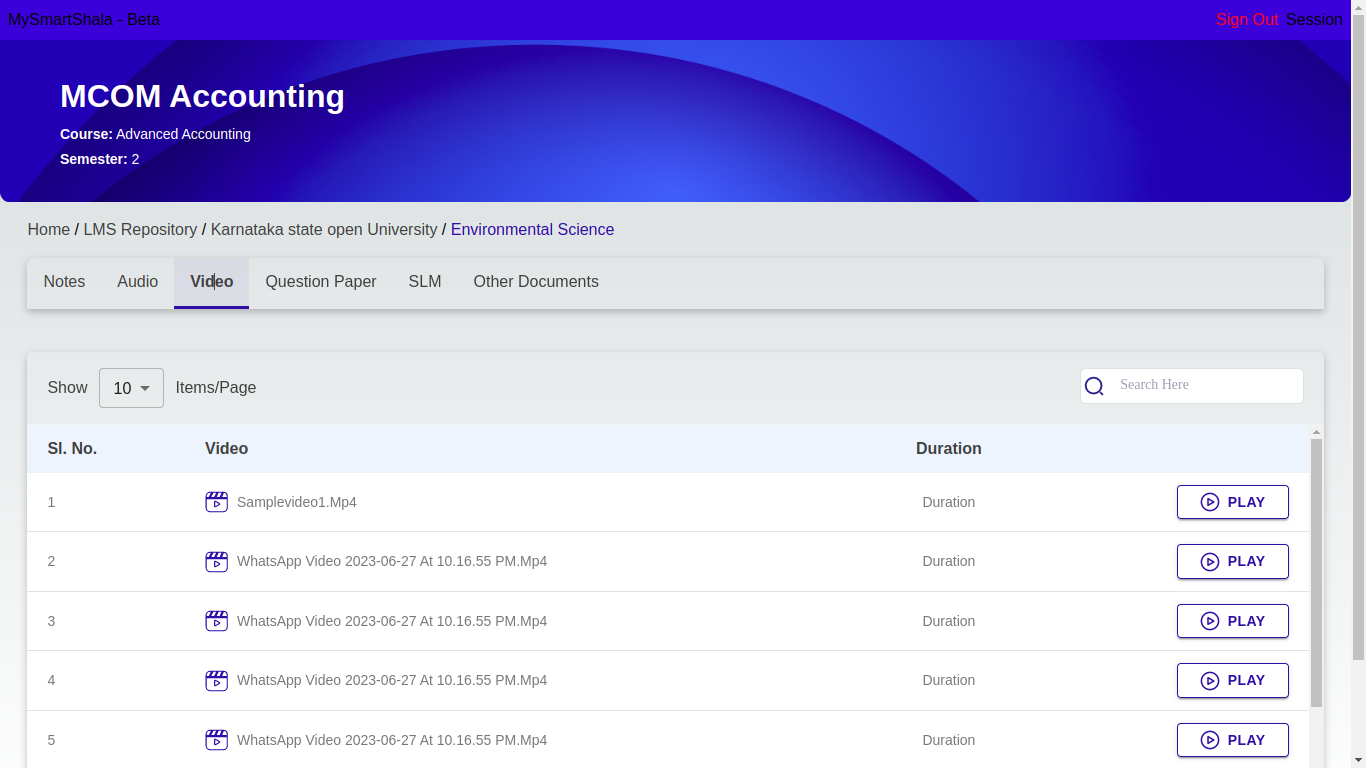 MySmartShala - Beta Sign Out Session
MCOM Accounting
Course: Advanced Accounting
Semester: 2
Home / LMS Repository / Karnataka state open University / Environmental Science
Notes Audio Video Question Paper SLM Other Documents
Show 10 Items/Page Search Here
Sl. No. Video Duration
1 Samplevideo1.Mp4 Duration PLAY
2 WhatsApp Video 2023-06-27 At 10.16.55 PM.Mp4 Duration PLAY
3 WhatsApp Video 2023-06-27 At 10.16.55 PM.Mp4 Duration PLAY
4 WhatsApp Video 2023-06-27 At 10.16.55 PM.Mp4 Duration PLAY
5 WhatsApp Video 2023-06-27 At 10.16.55 PM.Mp4 Duration PLAY